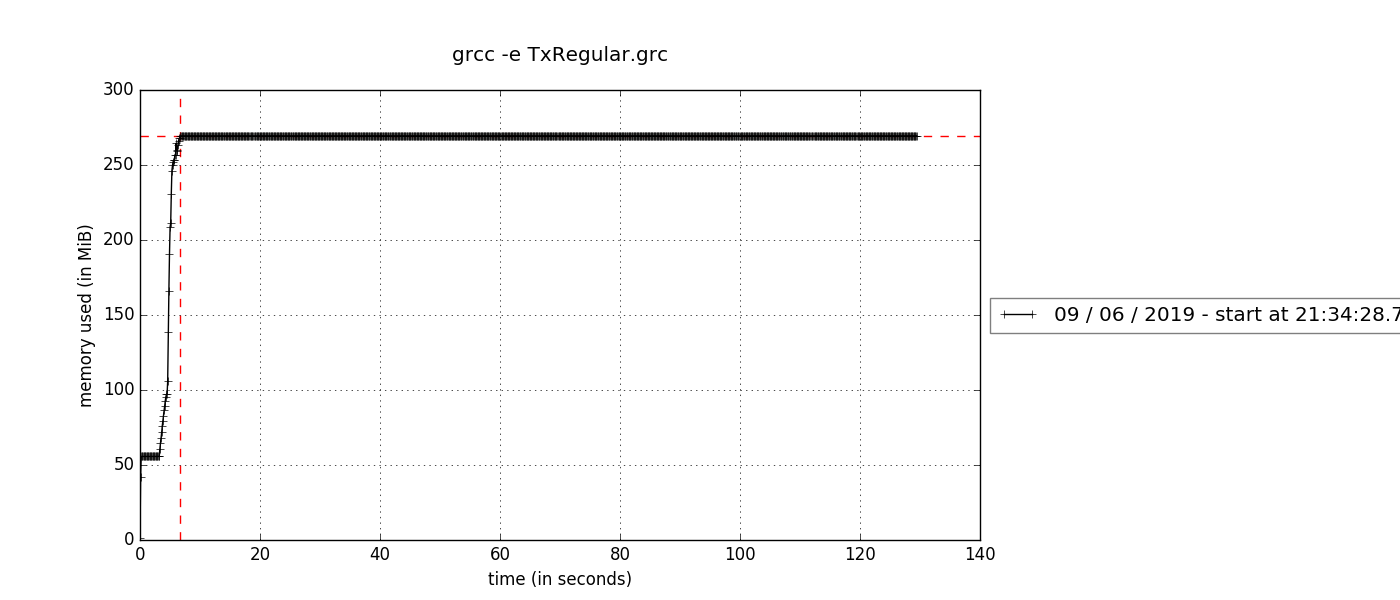 grcc -e TxRegular.grc
300
250
200
150
100
50
0
memory used (in MiB)
0 20 40 60 80 100 120 140
time (in seconds)
09 / 06 / 2019 - start at 21:34:28.7